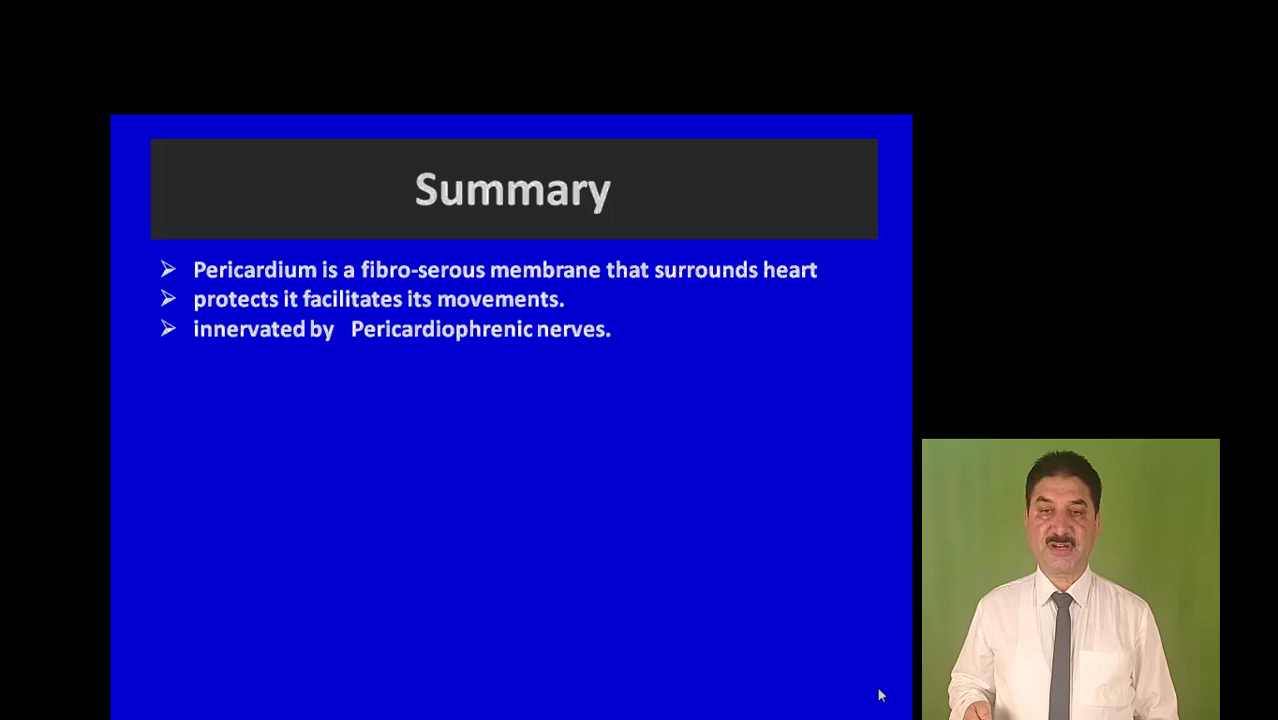 Summary
➢ Pericardium is a fibro-serous membrane that surrounds heart
➢ protects it facilitates its movements.
➢ innervated by Pericardiophrenic nerves.